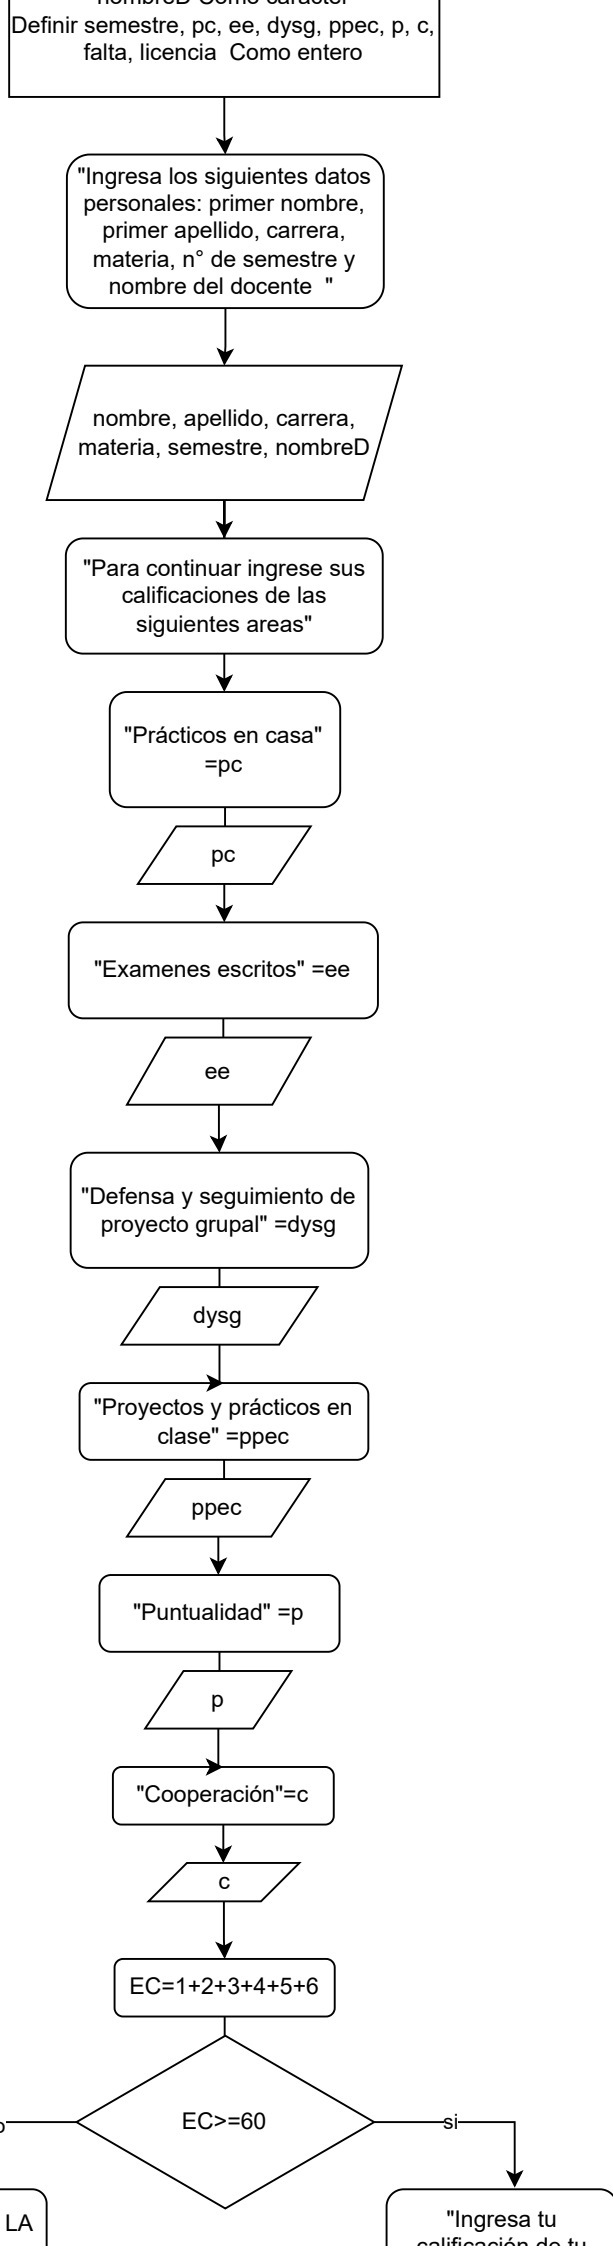 nombreD Como carácter
Definir semestre, pc, ee, dysg, ppec, p, c,
falta, licencia  Como entero
"Ingresa los siguientes datos
personales: primer nombre,
primer apellido, carrera,
materia, n° de semestre y
nombre del docente  "
nombre, apellido, carrera,
materia, semestre, nombreD
"Para continuar ingrese sus
calificaciones de las
siguientes areas"
"Prácticos en casa"
=pc
pc
"Examenes escritos" =ee
ee
"Defensa y seguimiento de
proyecto grupal" =dysg
dysg
"Proyectos y prácticos en
clase" =ppec
ppec
"Puntualidad" =p
p
"Cooperación"=c
c
EC=1+2+3+4+5+6
EC>=60
si
LA
"Ingresa tu
calificación de tu